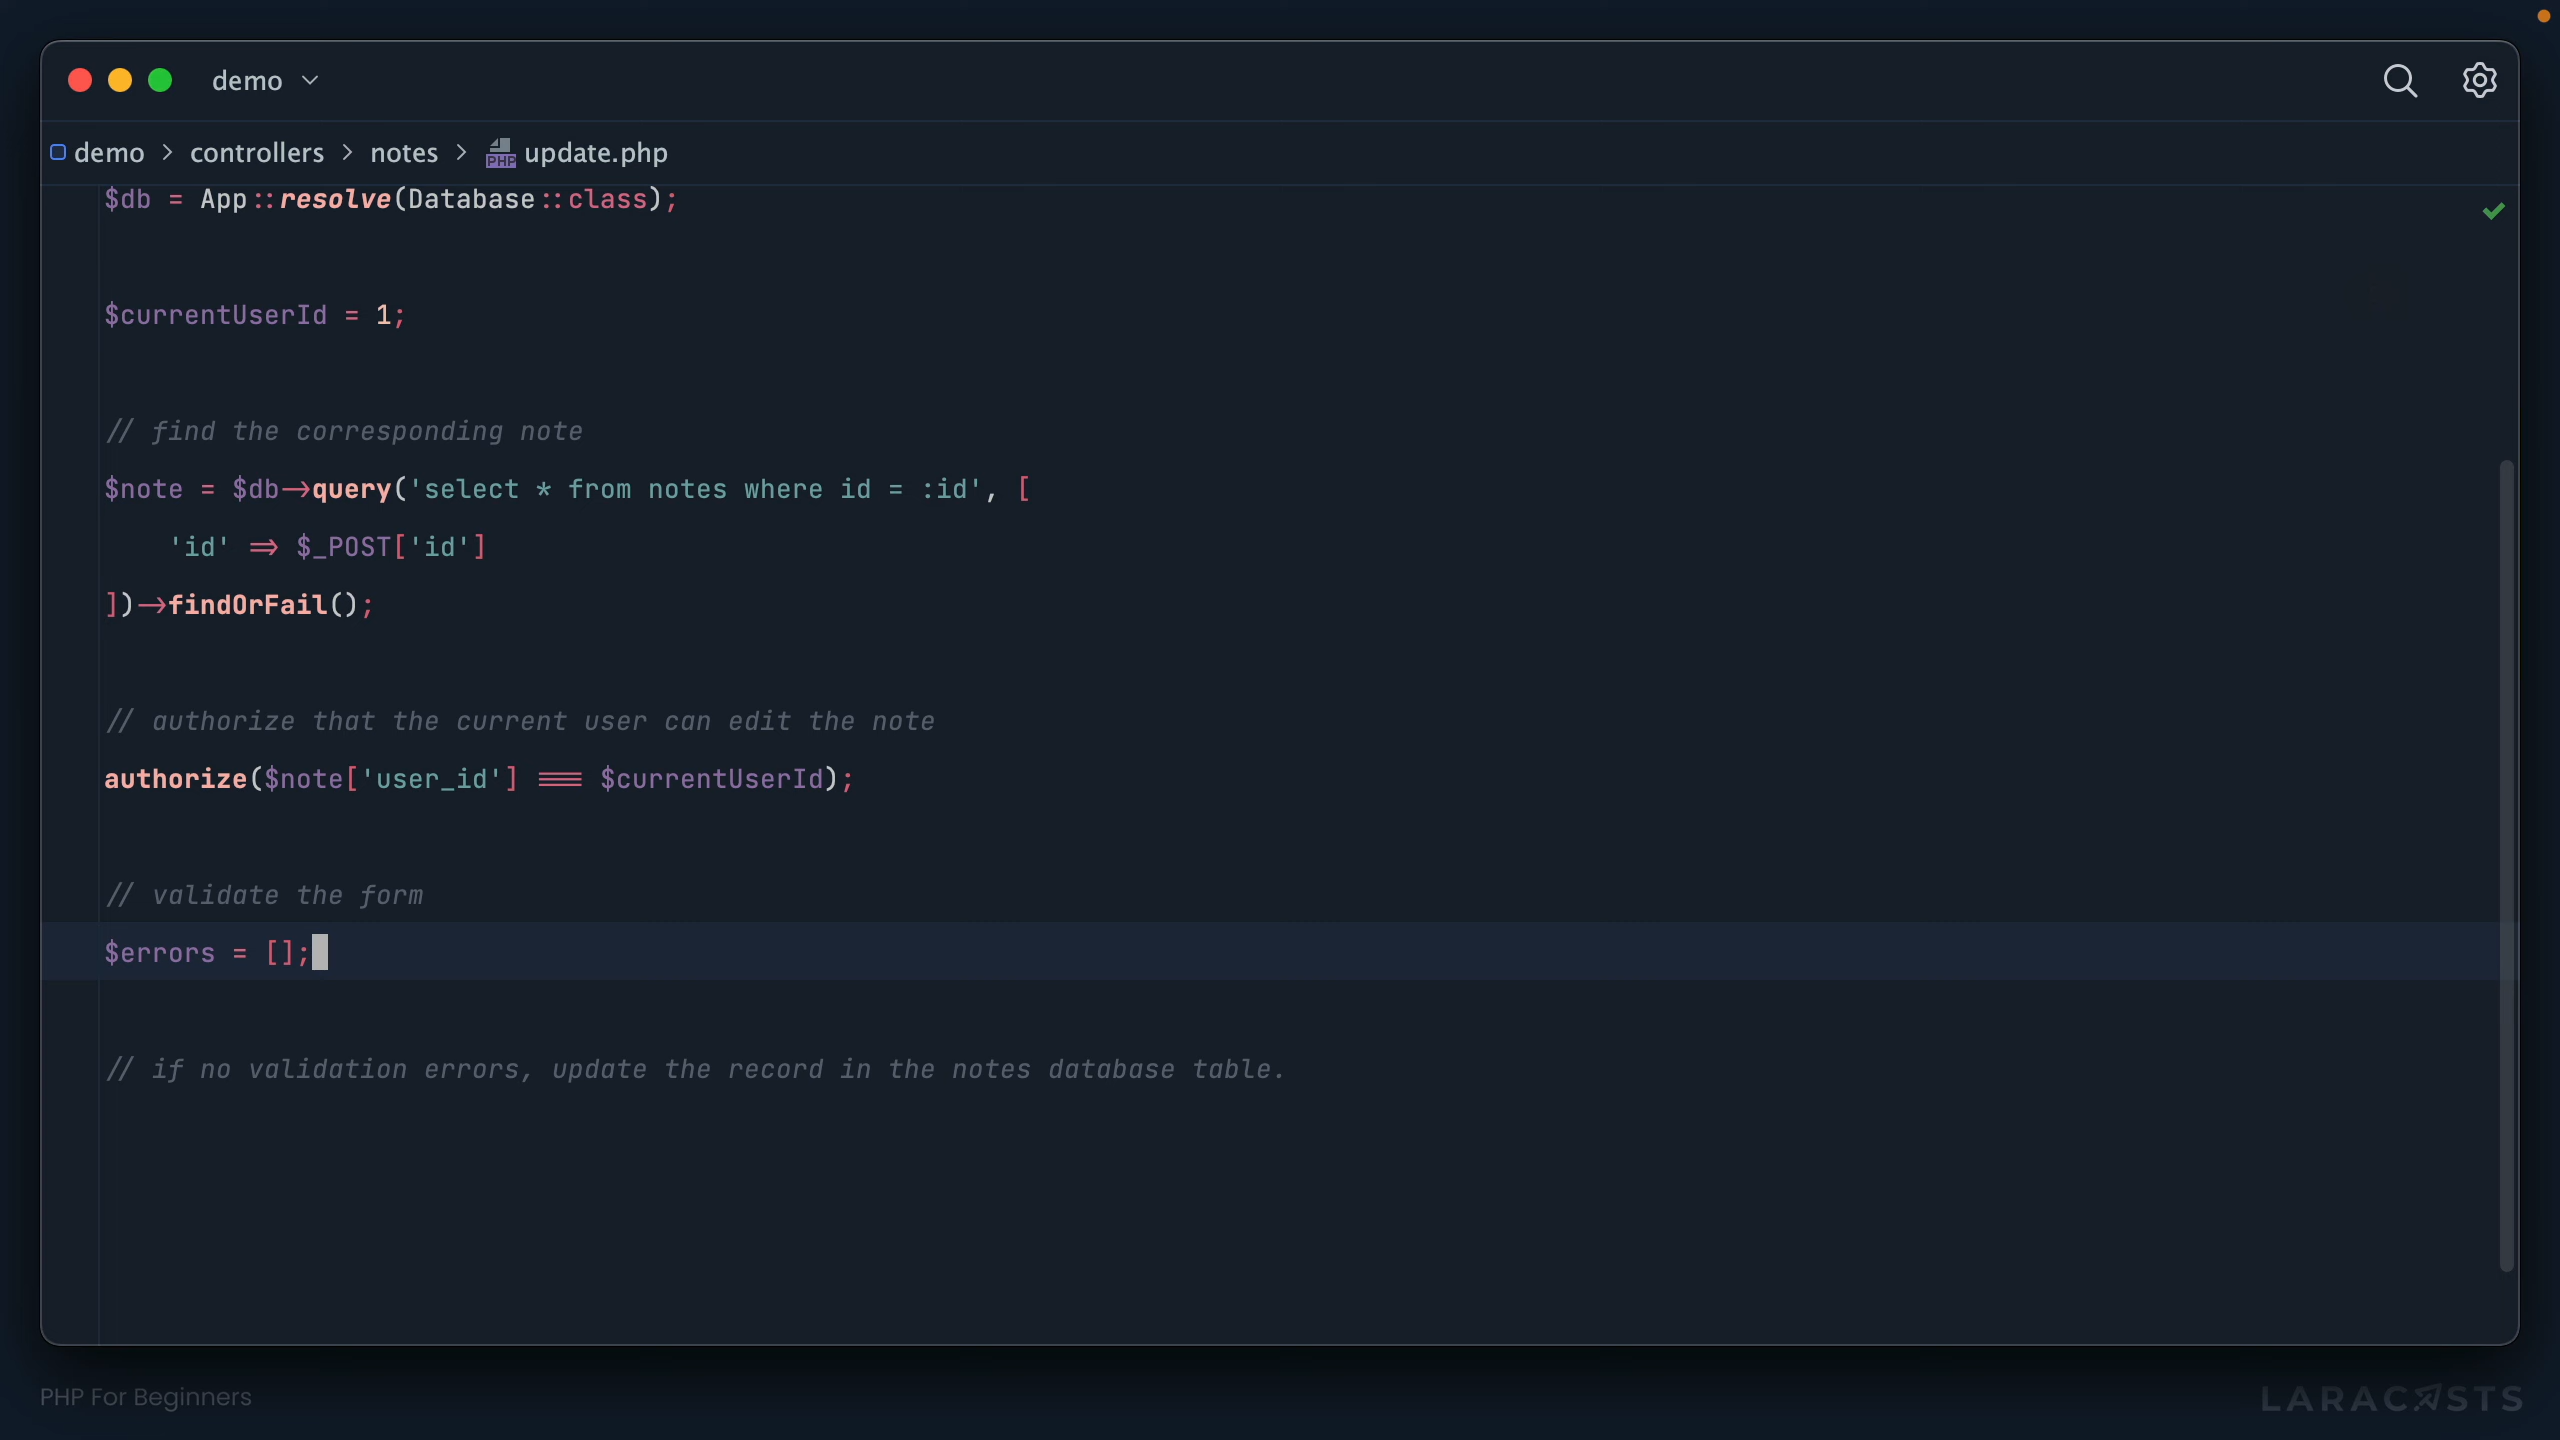 demo
demo > controllers > notes > PHP update.php
$db = App::resolve(Database::class);
$currentUserId = 1;
// find the corresponding note
$note = $db->query('select * from notes where id = :id', [
'id' => $_POST['id']
])->findOrFail();
// authorize that the current user can edit the note
authorize($note['user_id'] === $currentUserId);
// validate the form
$errors = [];
// if no validation errors, update the record in the notes database table.
PHP For Beginners
LARACASTS